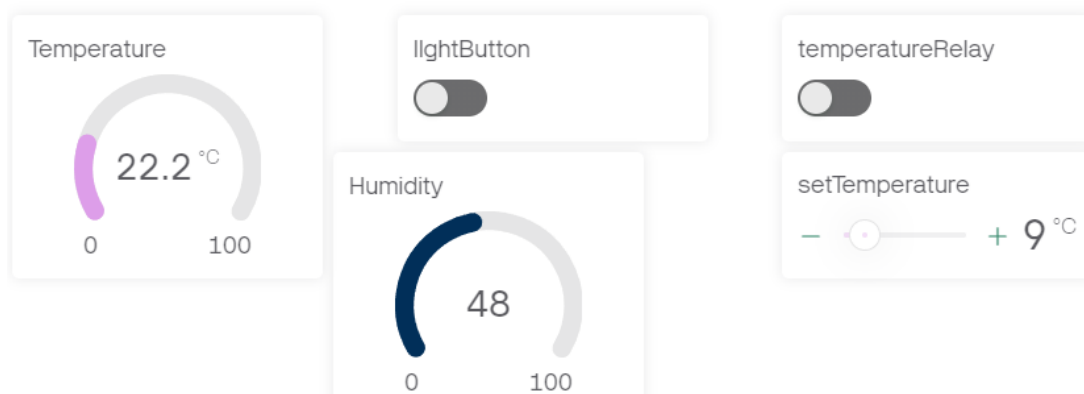 Temperature
22.2 °C
0 100
lIghtButton
Humidity
48
0 100
temperatureRelay
setTemperature
− + 9 °C